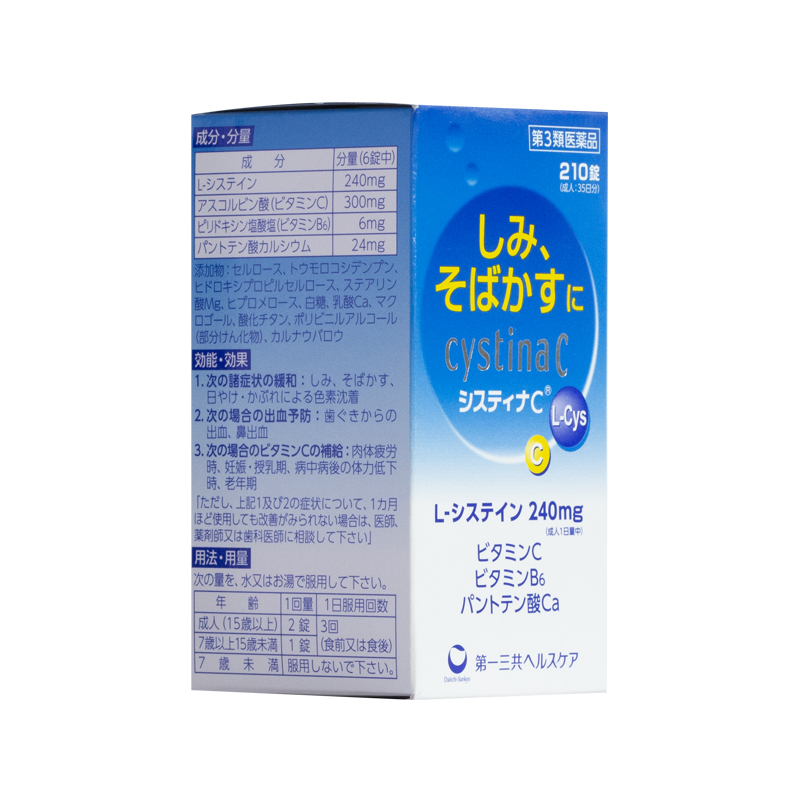 成分・分量
成 分 分量(6錠中)
L-システイン 240mg
アスコルビン酸(ビタミンC) 300mg
ピリドキシン塩酸塩(ビタミンB6) 6mg
パントテン酸カルシウム 24mg
添加物：セルロース、トウモロコシデンプン、
ヒドロキシプロピルセルロース、ステアリン
酸Mg、ヒプロメロース、白糖、乳酸Ca、マク
ロゴール、酸化チタン、ポリビニルアルコール
(部分けん化物)、カルナウバロウ
効能・効果
1. 次の諸症状の緩和：しみ、そばかす、
日やけ・かぶれによる色素沈着
2. 次の場合の出血予防：歯ぐきからの
出血、鼻出血
3. 次の場合のビタミンCの補給：肉体疲労
時、妊娠・授乳期、病中病後の体力低下
時、老年期
「ただし、上記1及び2の症状について、1カ月
ほど使用しても改善がみられない場合は、医師、
薬剤師又は歯科医師に相談して下さい」
用法・用量
次の量を、水又はお湯で服用して下さい。
年 齢 1回量 1日服用回数
成人(15歳以上) 2錠 3回
7歳以上15歳未満 1錠 (食前又は食後)
7歳未満 服用しないで下さい。
第3類医薬品
210錠
(成人：35日分)
しみ、
そばかすに
cystina C
システィナC®
L-Cys
C
L-システイン 240mg
(成人1日量中)
ビタミンC
ビタミンB6
パントテン酸Ca
第一三共ヘルスケア
Daiichi-Sankyo